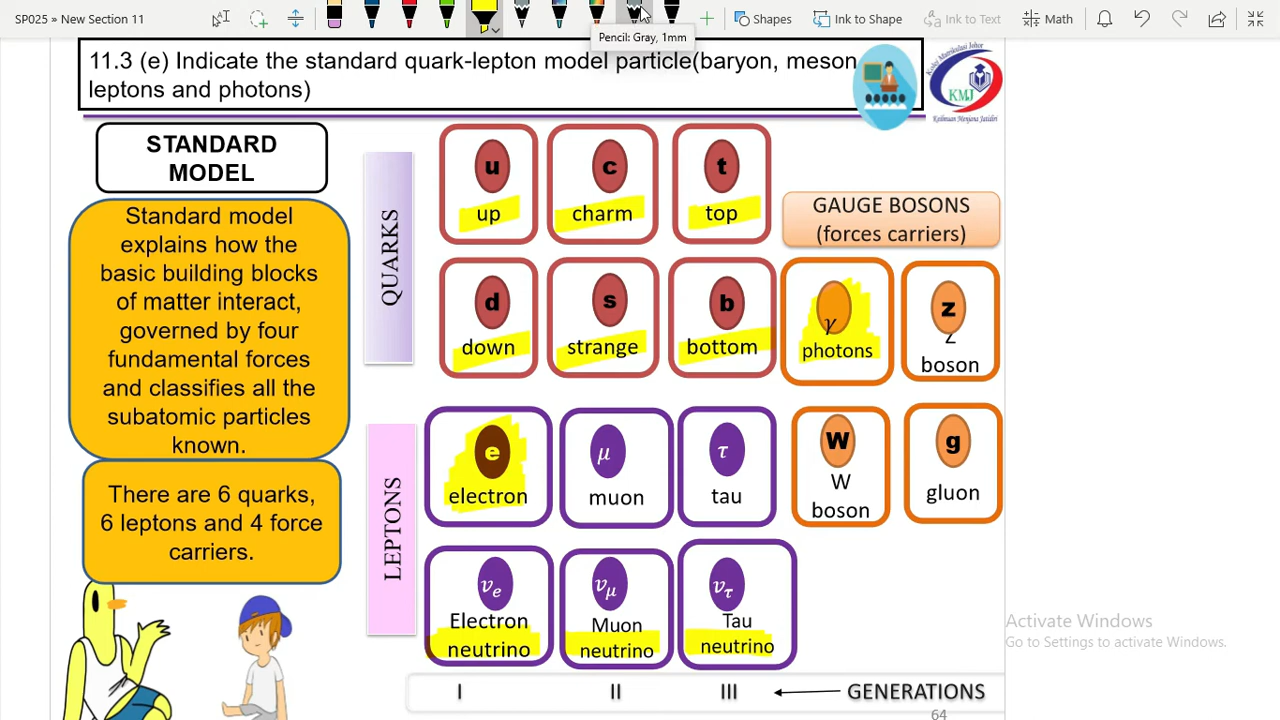 SP025 » New Section 11
Shapes
Ink to Shape
Ink to Text
Math
Pencil: Gray, 1mm
11.3 (e) Indicate the standard quark-lepton model particle(baryon, meson
leptons and photons)
KMJ
STANDARD
MODEL
Standard model
explains how the
basic building blocks
of matter interact,
governed by four
fundamental forces
and classifies all the
subatomic particles
known.
There are 6 quarks,
6 leptons and 4 force
carriers.
QUARKS
u
up
c
charm
t
top
GAUGE BOSONS
(forces carriers)
d
down
s
strange
b
bottom
γ
photons
z
Z
boson
LEPTONS
e
electron
μ
muon
τ
tau
W
W
boson
g
gluon
νe
Electron
neutrino
νμ
Muon
neutrino
ντ
Tau
neutrino
I II III GENERATIONS
64
Activate Windows
Go to Settings to activate Windows.